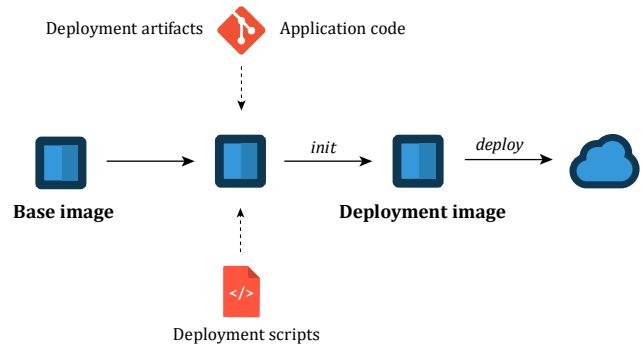 Deployment artifacts
Application code
init
deploy
Base image
Deployment image
</>
Deployment scripts